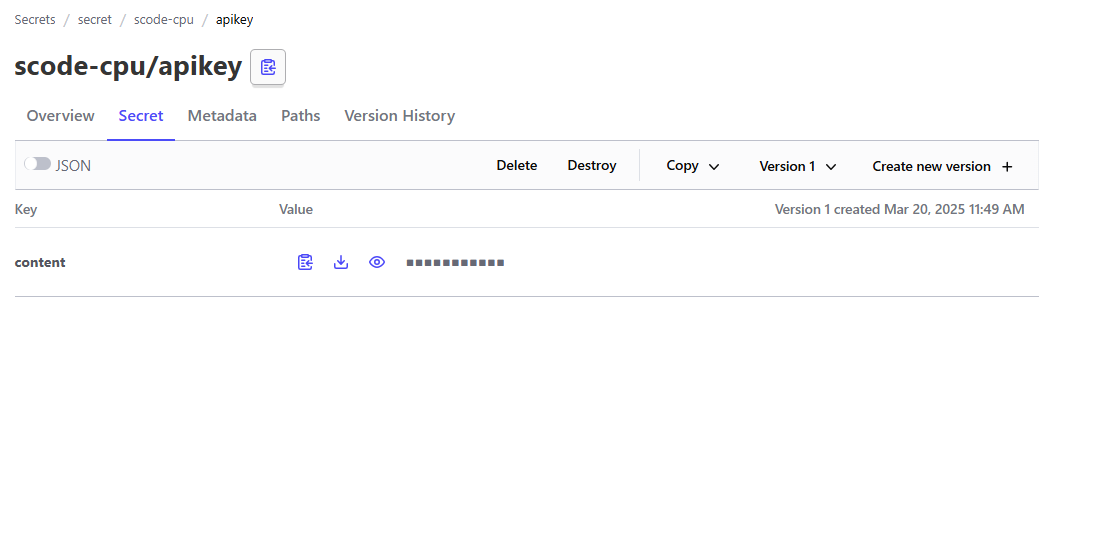 Secrets / secret / scode-cpu / apikey
scode-cpu/apikey
Overview Secret Metadata Paths Version History
JSON Delete Destroy Copy Version 1 Create new version +
Key Value Version 1 created Mar 20, 2025 11:49 AM
content ■■■■■■■■■■■